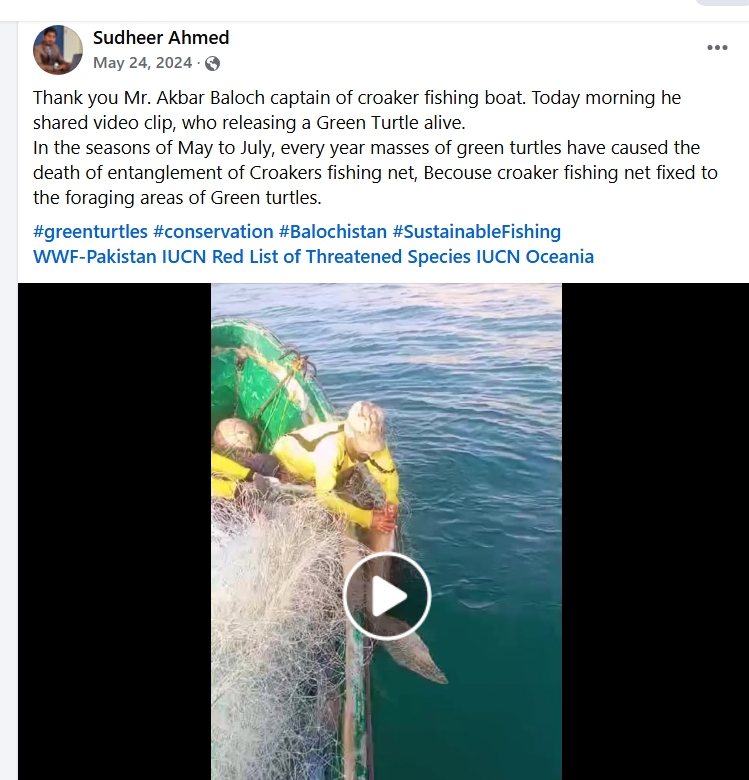 Sudheer Ahmed
May 24, 2024 ·
Thank you Mr. Akbar Baloch captain of croaker fishing boat. Today morning he
shared video clip, who releasing a Green Turtle alive.
In the seasons of May to July, every year masses of green turtles have caused the
death of entanglement of Croakers fishing net, Becouse croaker fishing net fixed to
the foraging areas of Green turtles.
#greenturtles #conservation #Balochistan #SustainableFishing
WWF-Pakistan IUCN Red List of Threatened Species IUCN Oceania